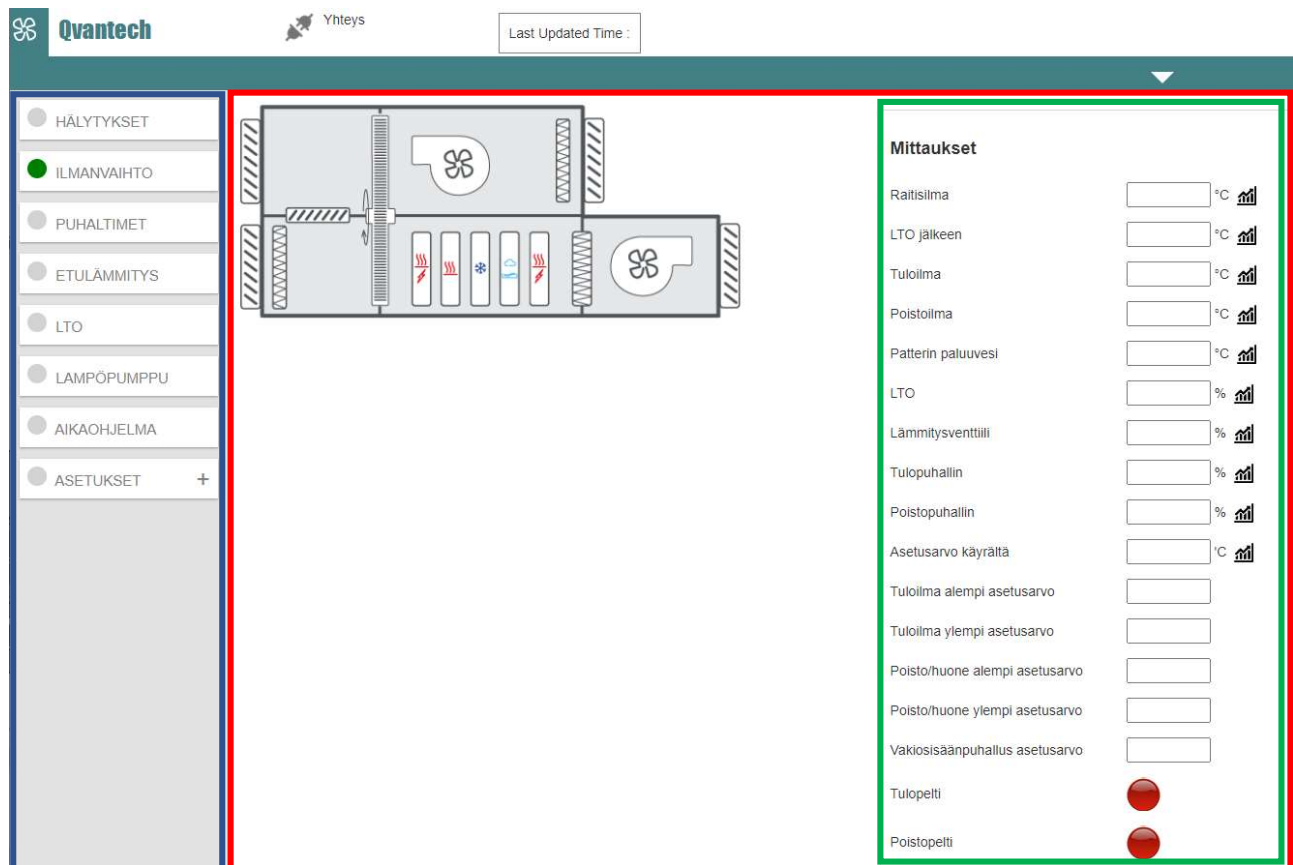 Qvantech
Yhteys
Last Updated Time :
HÄLYTYKSET
ILMANVAIHTO
PUHALTIMET
ETULÄMMITYS
LTO
LAMPÖPUMPPU
AIKAOHJELMA
ASETUKSET +
Mittaukset
Raitisilma °C
LTO jälkeen °C
Tuloilma °C
Poistoilma °C
Patterin paluuvesi °C
LTO %
Lämmitysventtiili %
Tulopuhallin %
Poistopuhallin %
Asetusarvo käyrältä 'C
Tuloilma alempi asetusarvo
Tuloilma ylempi asetusarvo
Poisto/huone alempi asetusarvo
Poisto/huone ylempi asetusarvo
Vakiosisäänpuhallus asetusarvo
Tulopelti
Poistopelti